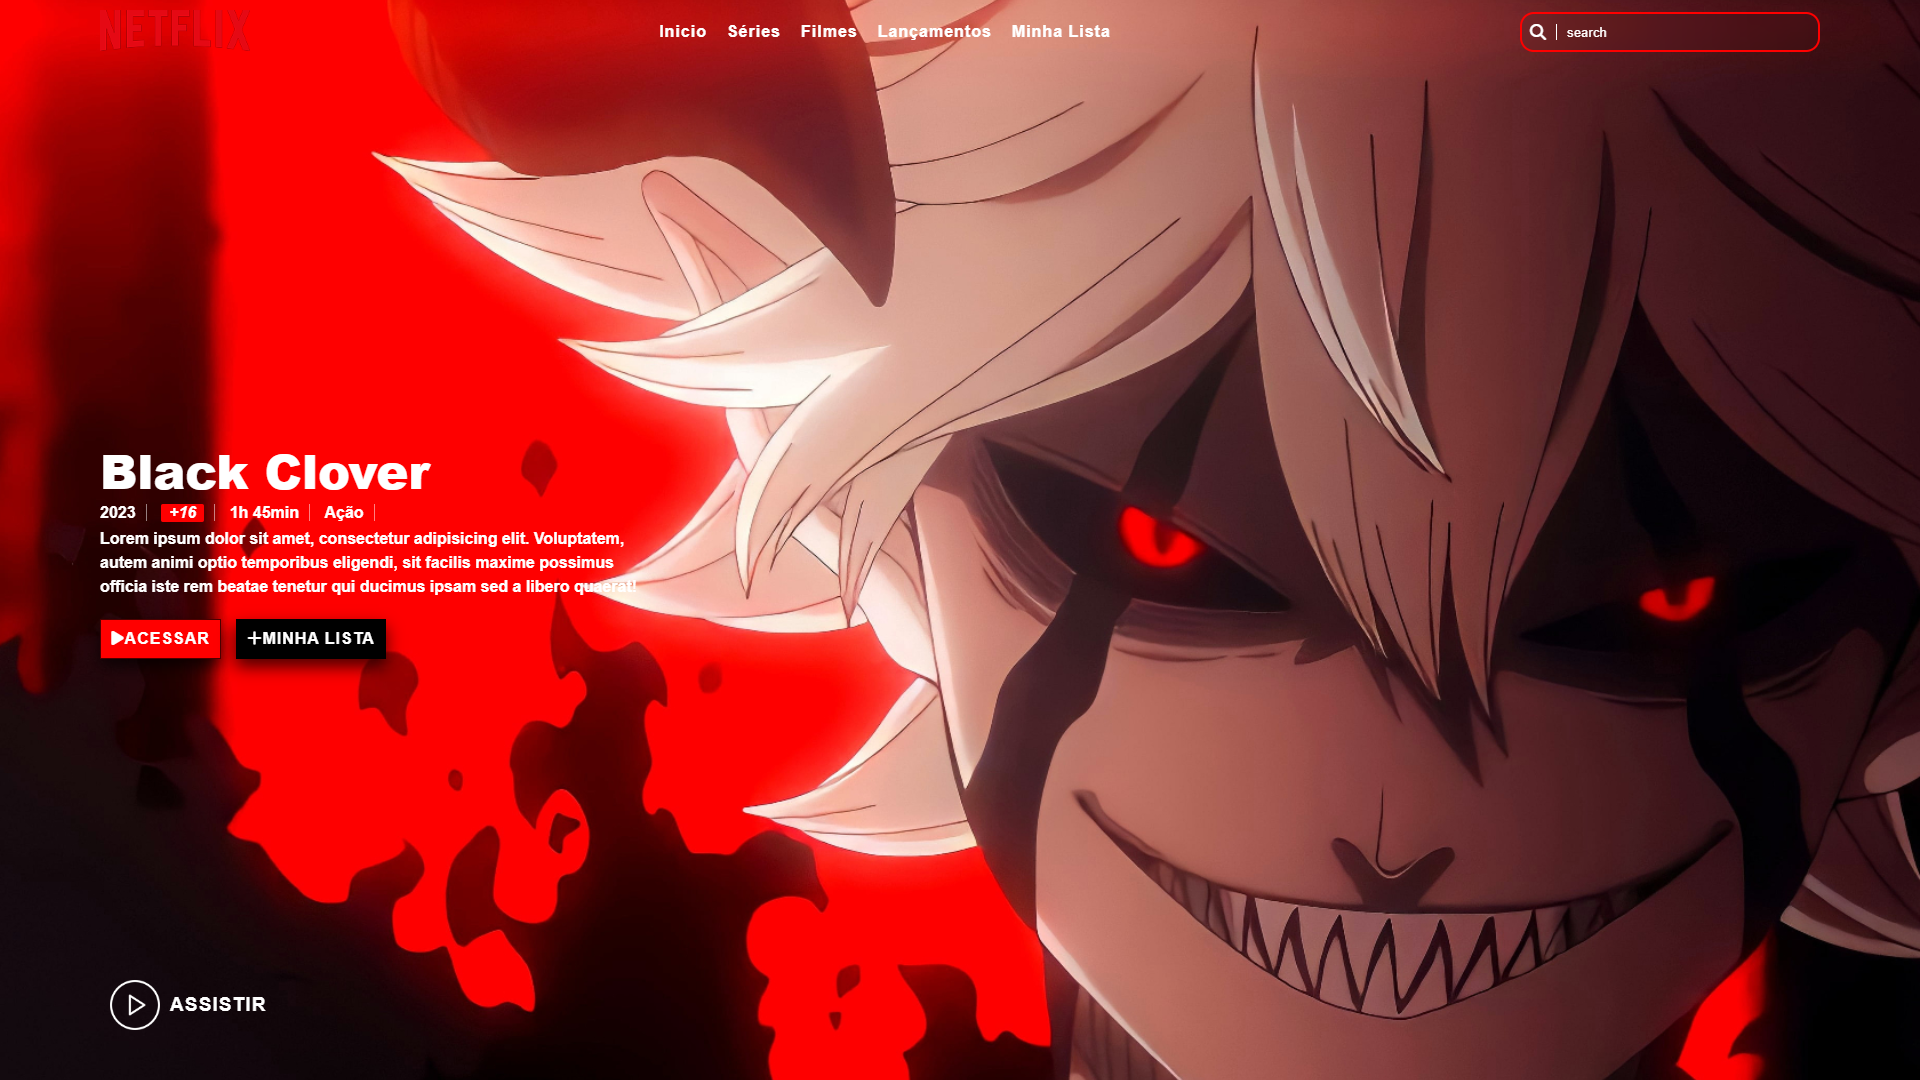 NETFLIX
Inicio Séries Filmes Lançamentos Minha Lista
search
Black Clover
2023 +16 1h 45min Ação
Lorem ipsum dolor sit amet, consectetur adipisicing elit. Voluptatem,
autem animi optio temporibus eligendi, sit facilis maxime possimus
officia iste rem beatae tenetur qui ducimus ipsam sed a libero quaerat!
ACESSAR
MINHA LISTA
ASSISTIR